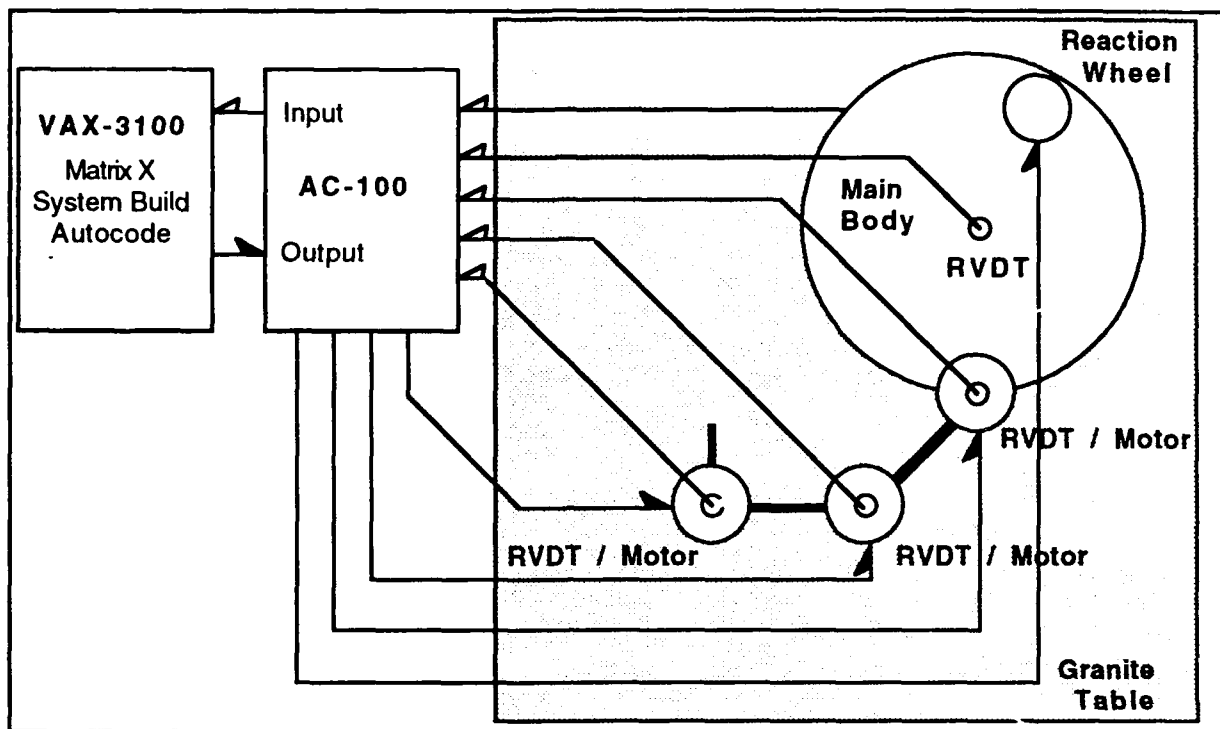 VAX-3100
Matrix X
System Build
Autocode
Input
AC-100
Output
Reaction
Wheel
Main
Body
RVDT
RVDT / Motor
RVDT / Motor
RVDT / Motor
Granite
Table